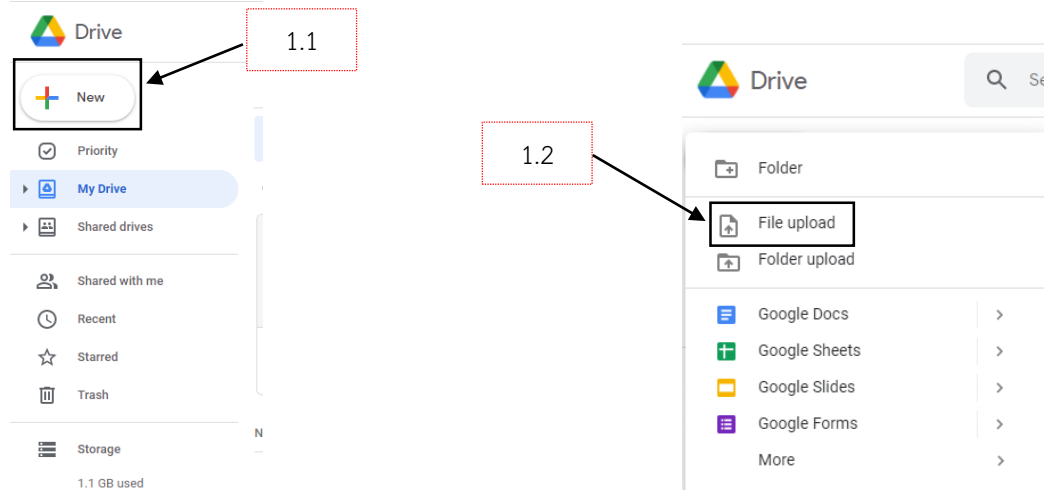 Drive
1.1
New
Priority
My Drive
Shared drives
Shared with me
Recent
Starred
Trash
Storage
1.1 GB used
N
Drive
Se
1.2
Folder
File upload
Folder upload
Google Docs
Google Sheets
Google Slides
Google Forms
More